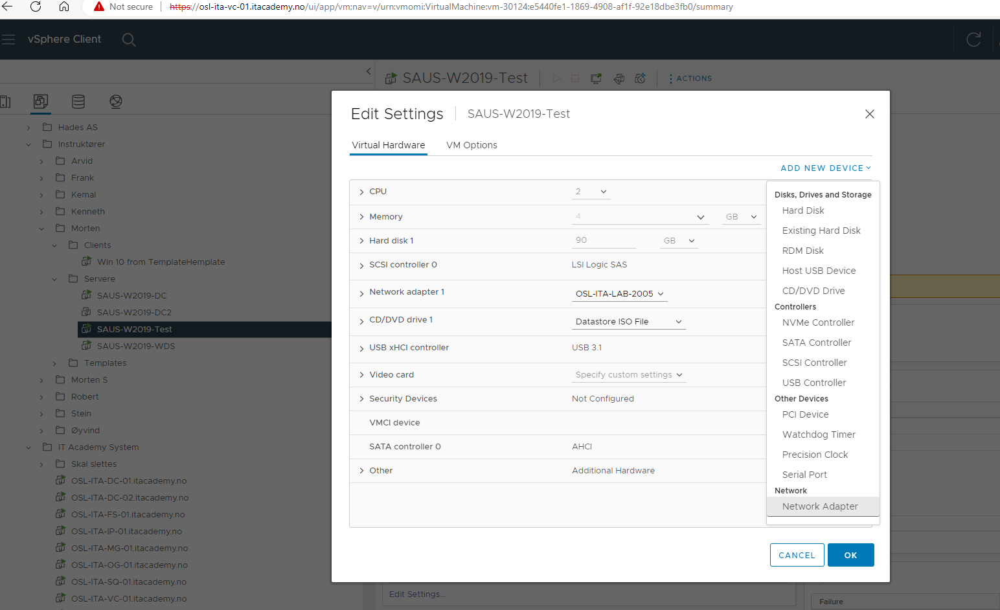 Not secure
https://osl-ita-vc-01.itacademy.no/ui/app/vm;nav=v/urn:vmomi:VirtualMachine:vm-30124:e5440fe1-1869-4908-af1f-92e18dbe3fb0/summary
vSphere Client
SAUS-W2019-Test
ACTIONS
Hades AS
Instruktører
Arvid
Frank
Kemal
Kenneth
Morten
Clients
Win 10 from TemplateHemplate
Servere
SAUS-W2019-DC
SAUS-W2019-DC2
SAUS-W2019-Test
SAUS-W2019-WDS
Templates
Morten S
Robert
Stein
Øyvind
IT Academy System
Skal slettes
OSL-ITA-DC-01.itacademy.no
OSL-ITA-DC-02.itacademy.no
OSL-ITA-FS-01.itacademy.no
OSL-ITA-IP-01.itacademy.no
OSL-ITA-MG-01.itacademy.no
OSL-ITA-OG-01.itacademy.no
OSL-ITA-SQ-01.itacademy.no
OSL-ITA-VC-01.itacademy.no
Edit Settings SAUS-W2019-Test
Virtual Hardware VM Options
ADD NEW DEVICE
CPU 2
Memory 4 GB
Hard disk 1 90 GB
SCSI controller 0 LSI Logic SAS
Network adapter 1 OSL-ITA-LAB-2005
CD/DVD drive 1 Datastore ISO File
USB xHCI controller USB 3.1
Video card Specify custom settings
Security Devices Not Configured
VMCI device
SATA controller 0 AHCI
Other Additional Hardware
Disks, Drives and Storage
Hard Disk
Existing Hard Disk
RDM Disk
Host USB Device
CD/DVD Drive
Controllers
NVMe Controller
SATA Controller
SCSI Controller
USB Controller
Other Devices
PCI Device
Watchdog Timer
Precision Clock
Serial Port
Network
Network Adapter
CANCEL OK
Edit Settings...
Failure